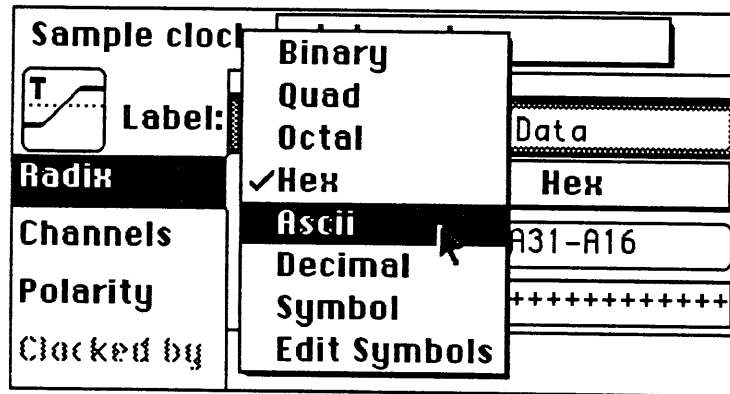 Sample cloc
Binary
Quad
T
Label:
Octal
Data
Radix
✓Hex
Hex
Channels
Ascii
A31-A16
Decimal
Polarity
Symbol
++++++++++++
Clocked by
Edit Symbols